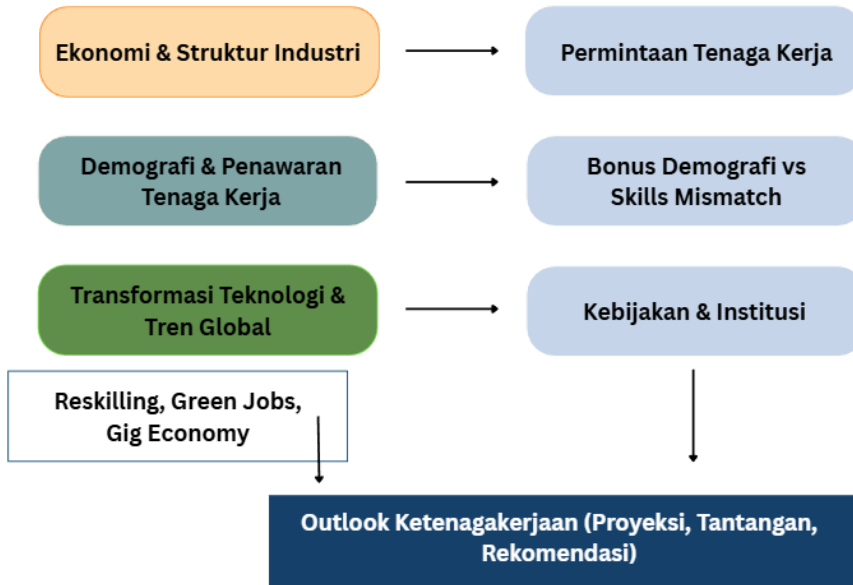 Ekonomi & Struktur Industri
Permintaan Tenaga Kerja
Demografi & Penawaran
Tenaga Kerja
Bonus Demografi vs
Skills Mismatch
Transformasi Teknologi &
Tren Global
Kebijakan & Institusi
Reskilling, Green Jobs,
Gig Economy
Outlook Ketenagakerjaan (Proyeksi, Tantangan,
Rekomendasi)